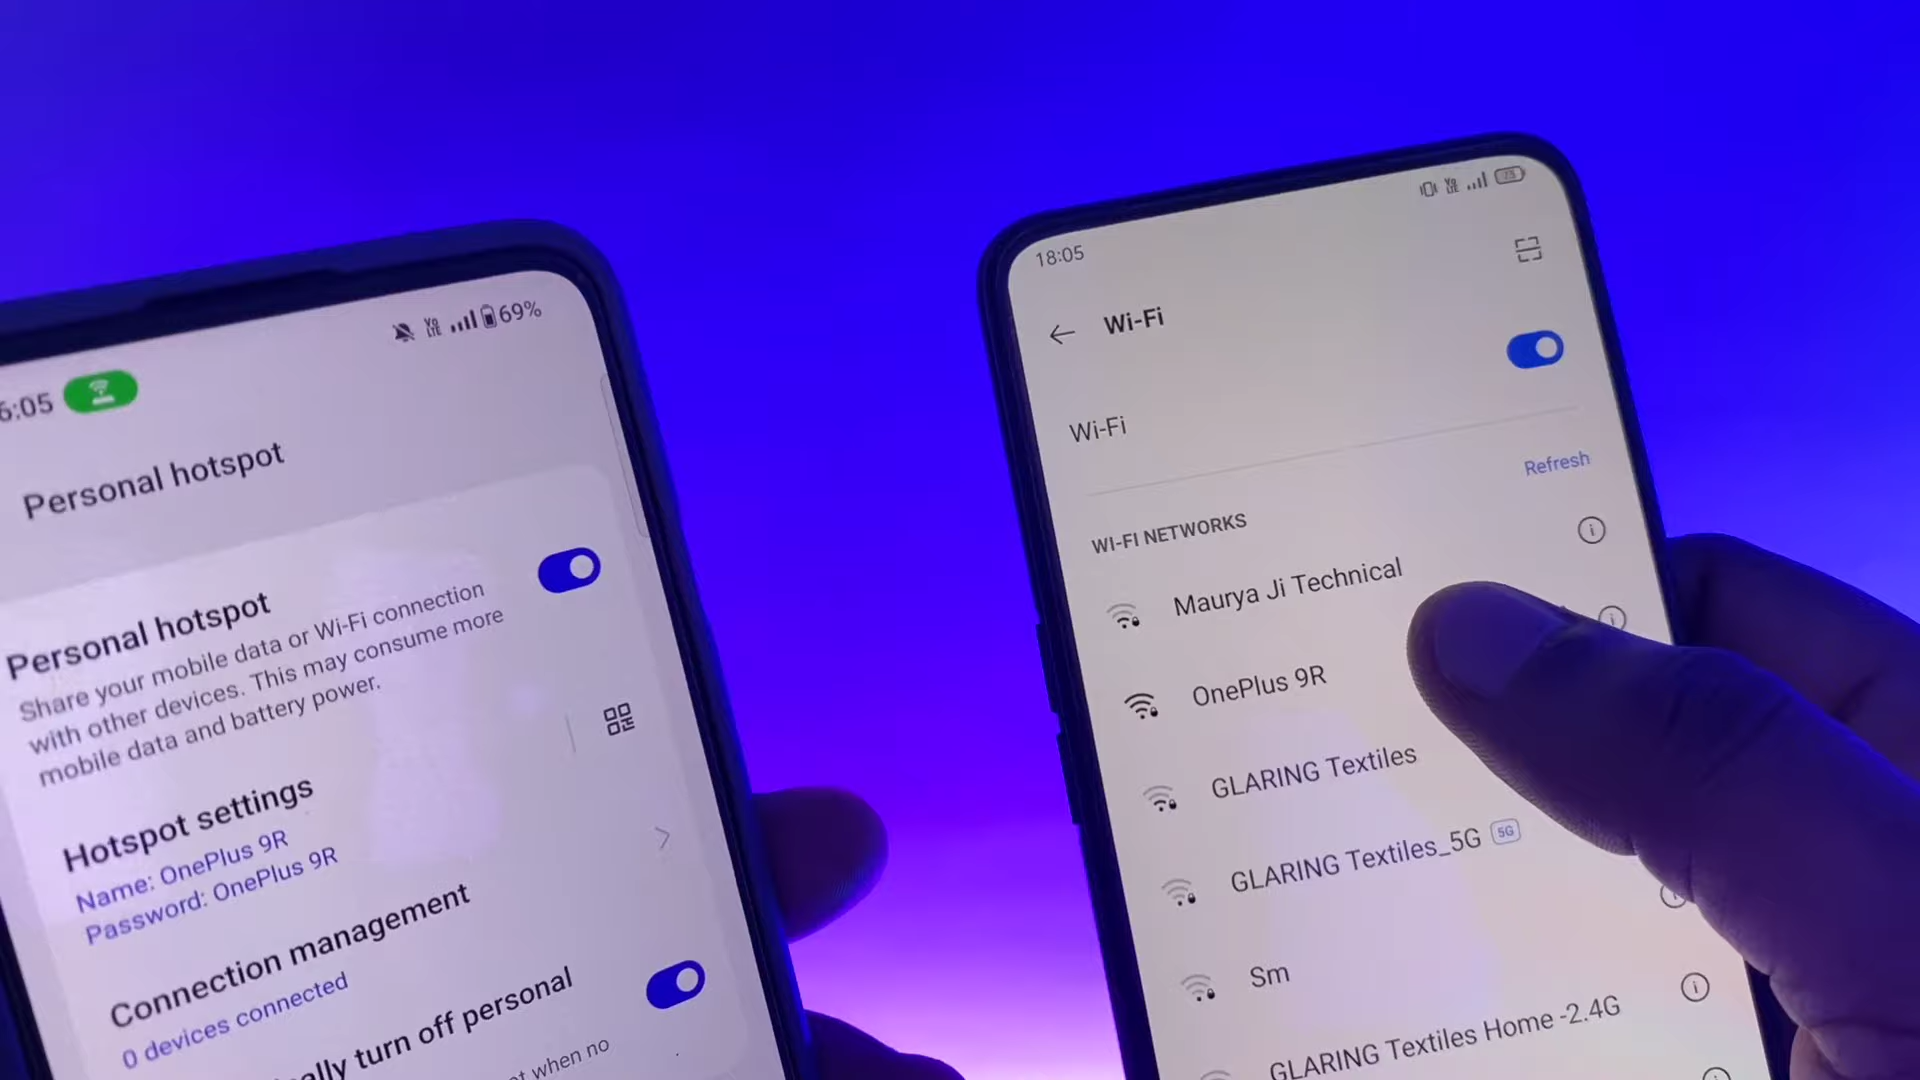 6:05
69%
Personal hotspot
Personal hotspot
Share your mobile data or Wi-Fi connection
with other devices. This may consume more
mobile data and battery power.
Hotspot settings
Name: OnePlus 9R
Password: OnePlus 9R
Connection management
0 devices connected
ally turn off personal
when no
18:05
73
Wi-Fi
Wi-Fi
Refresh
WI-FI NETWORKS
Maurya Ji Technical
OnePlus 9R
GLARING Textiles
GLARING Textiles_5G 5G
Sm
GLARING Textiles Home -2.4G